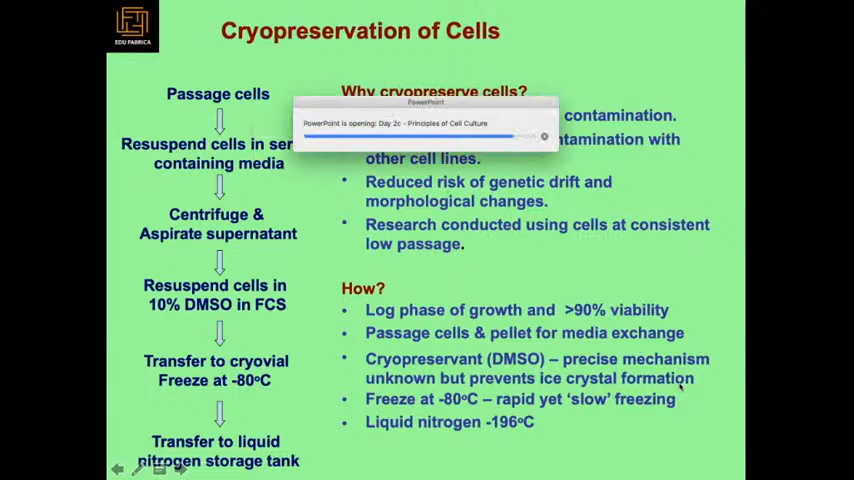 EDU FABRICA
Cryopreservation of Cells
Passage cells
Resuspend cells in ser
containing media
Centrifuge &
Aspirate supernatant
Resuspend cells in
10% DMSO in FCS
Transfer to cryovial
Freeze at -80ºC
Transfer to liquid
nitrogen storage tank
Why cryopreserve cells?
PowerPoint
PowerPoint is opening: Day 2c - Principles of Cell Culture
contamination.
ntamination with
other cell lines.
• Reduced risk of genetic drift and
morphological changes.
• Research conducted using cells at consistent
low passage.
How?
• Log phase of growth and >90% viability
• Passage cells & pellet for media exchange
• Cryopreservant (DMSO) – precise mechanism
unknown but prevents ice crystal formation
• Freeze at -80ºC – rapid yet ‘slow’ freezing
• Liquid nitrogen -196ºC